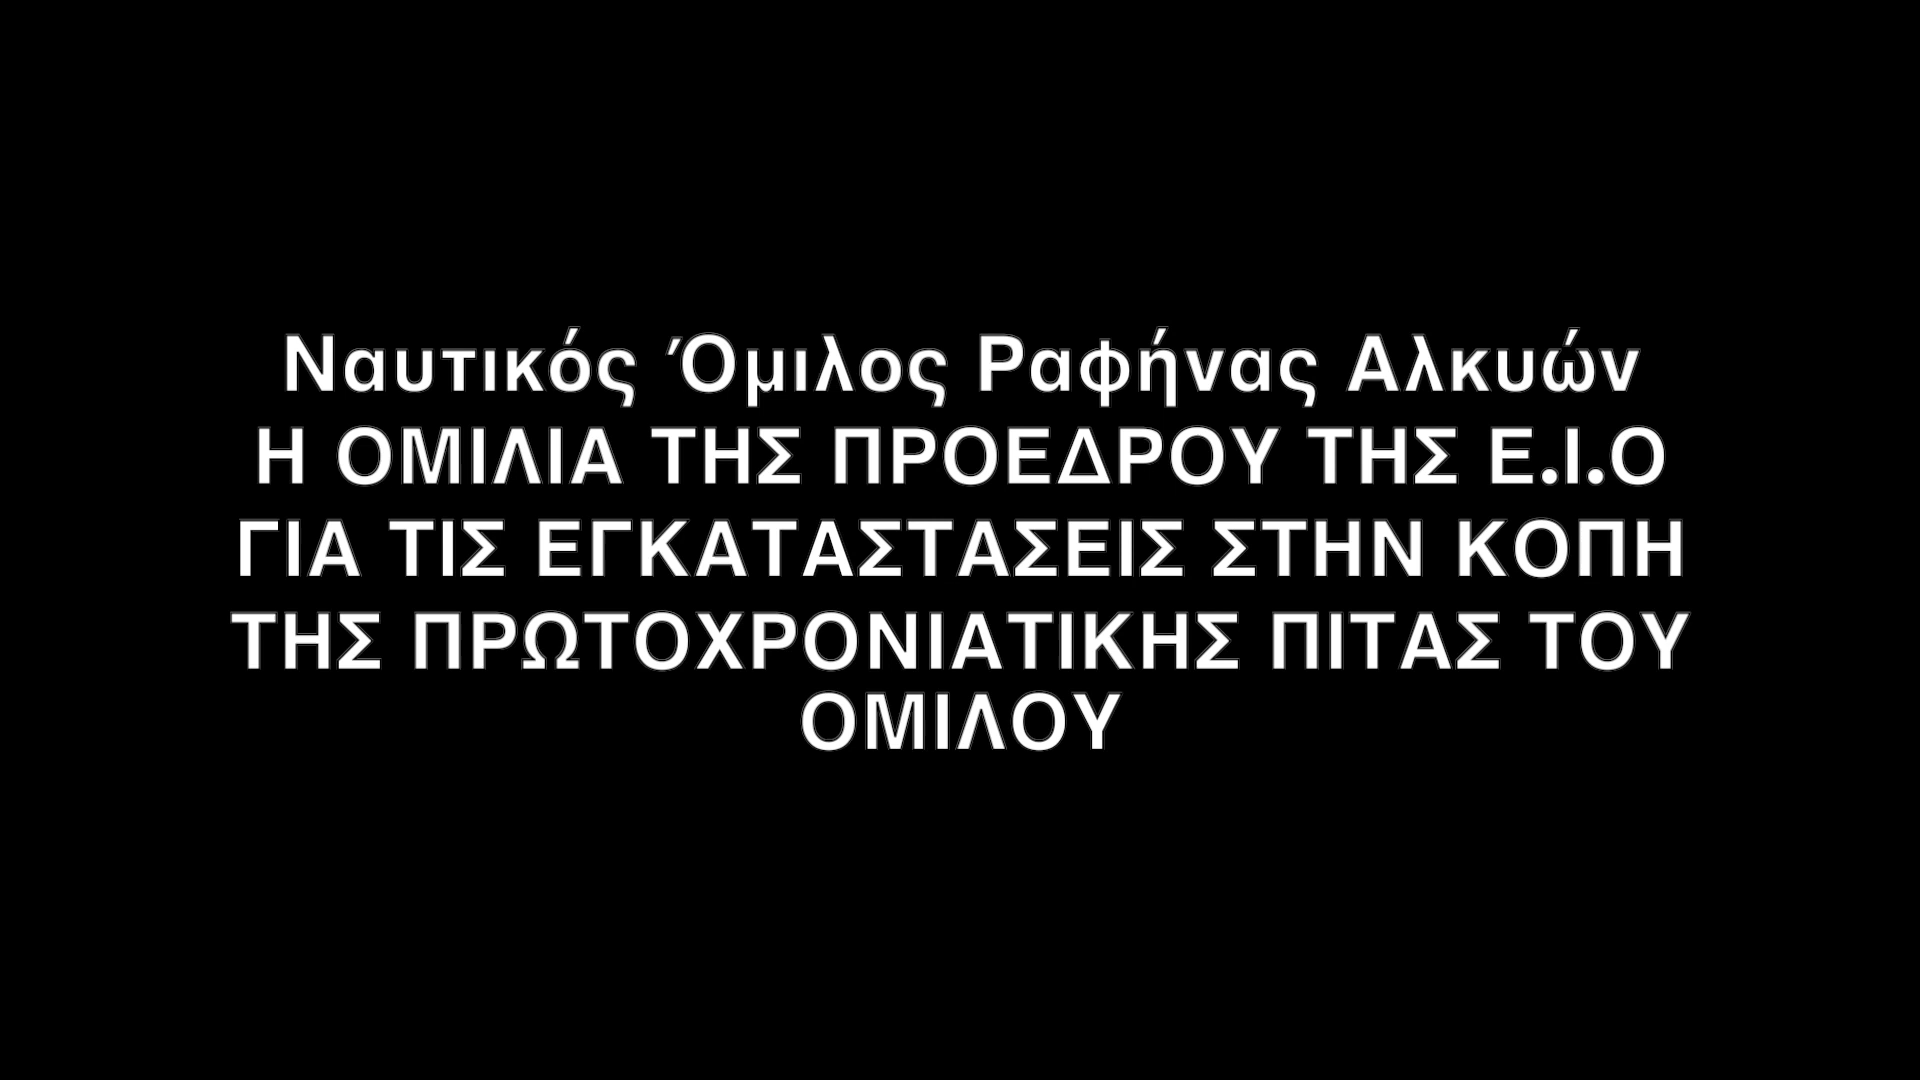 Ναυτικός Όμιλος Ραφήνας Αλκυών
Η ΟΜΙΛΙΑ ΤΗΣ ΠΡΟΕΔΡΟΥ ΤΗΣ Ε.Ι.Ο
ΓΙΑ ΤΙΣ ΕΓΚΑΤΑΣΤΑΣΕΙΣ ΣΤΗΝ ΚΟΠΗ
ΤΗΣ ΠΡΩΤΟΧΡΟΝΙΑΤΙΚΗΣ ΠΙΤΑΣ ΤΟΥ
ΟΜΙΛΟΥ